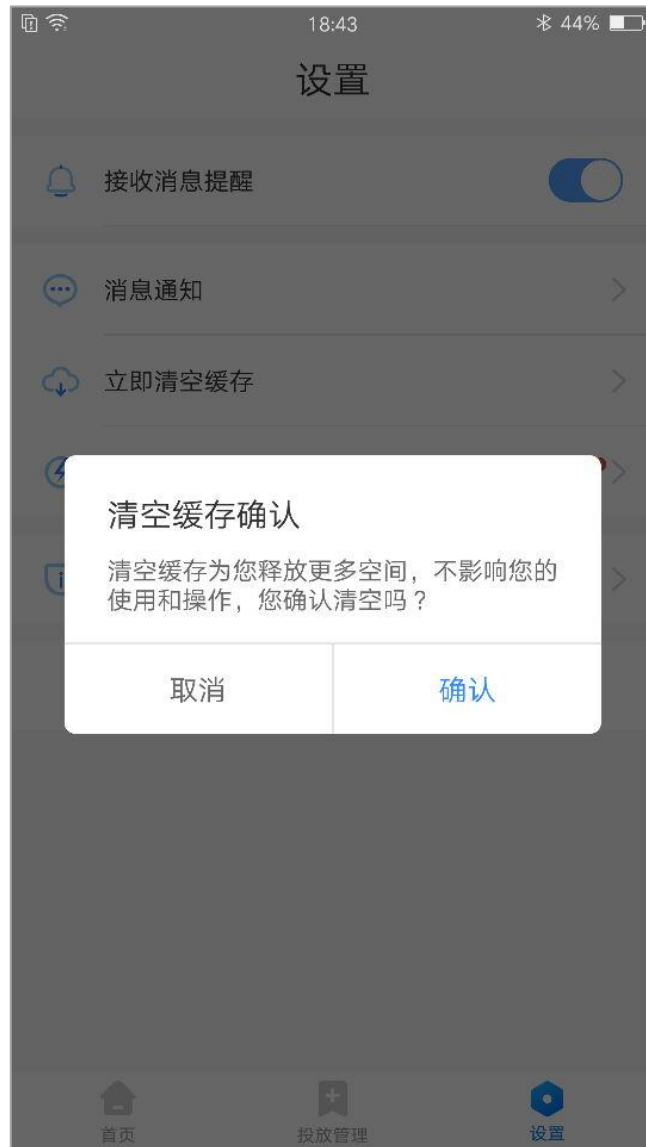 18:43
44%
设置
接收消息提醒
消息通知
立即清空缓存
清空缓存确认
清空缓存为您释放更多空间，不影响您的
使用和操作，您确认清空吗？
取消
确认
首页
投放管理
设置